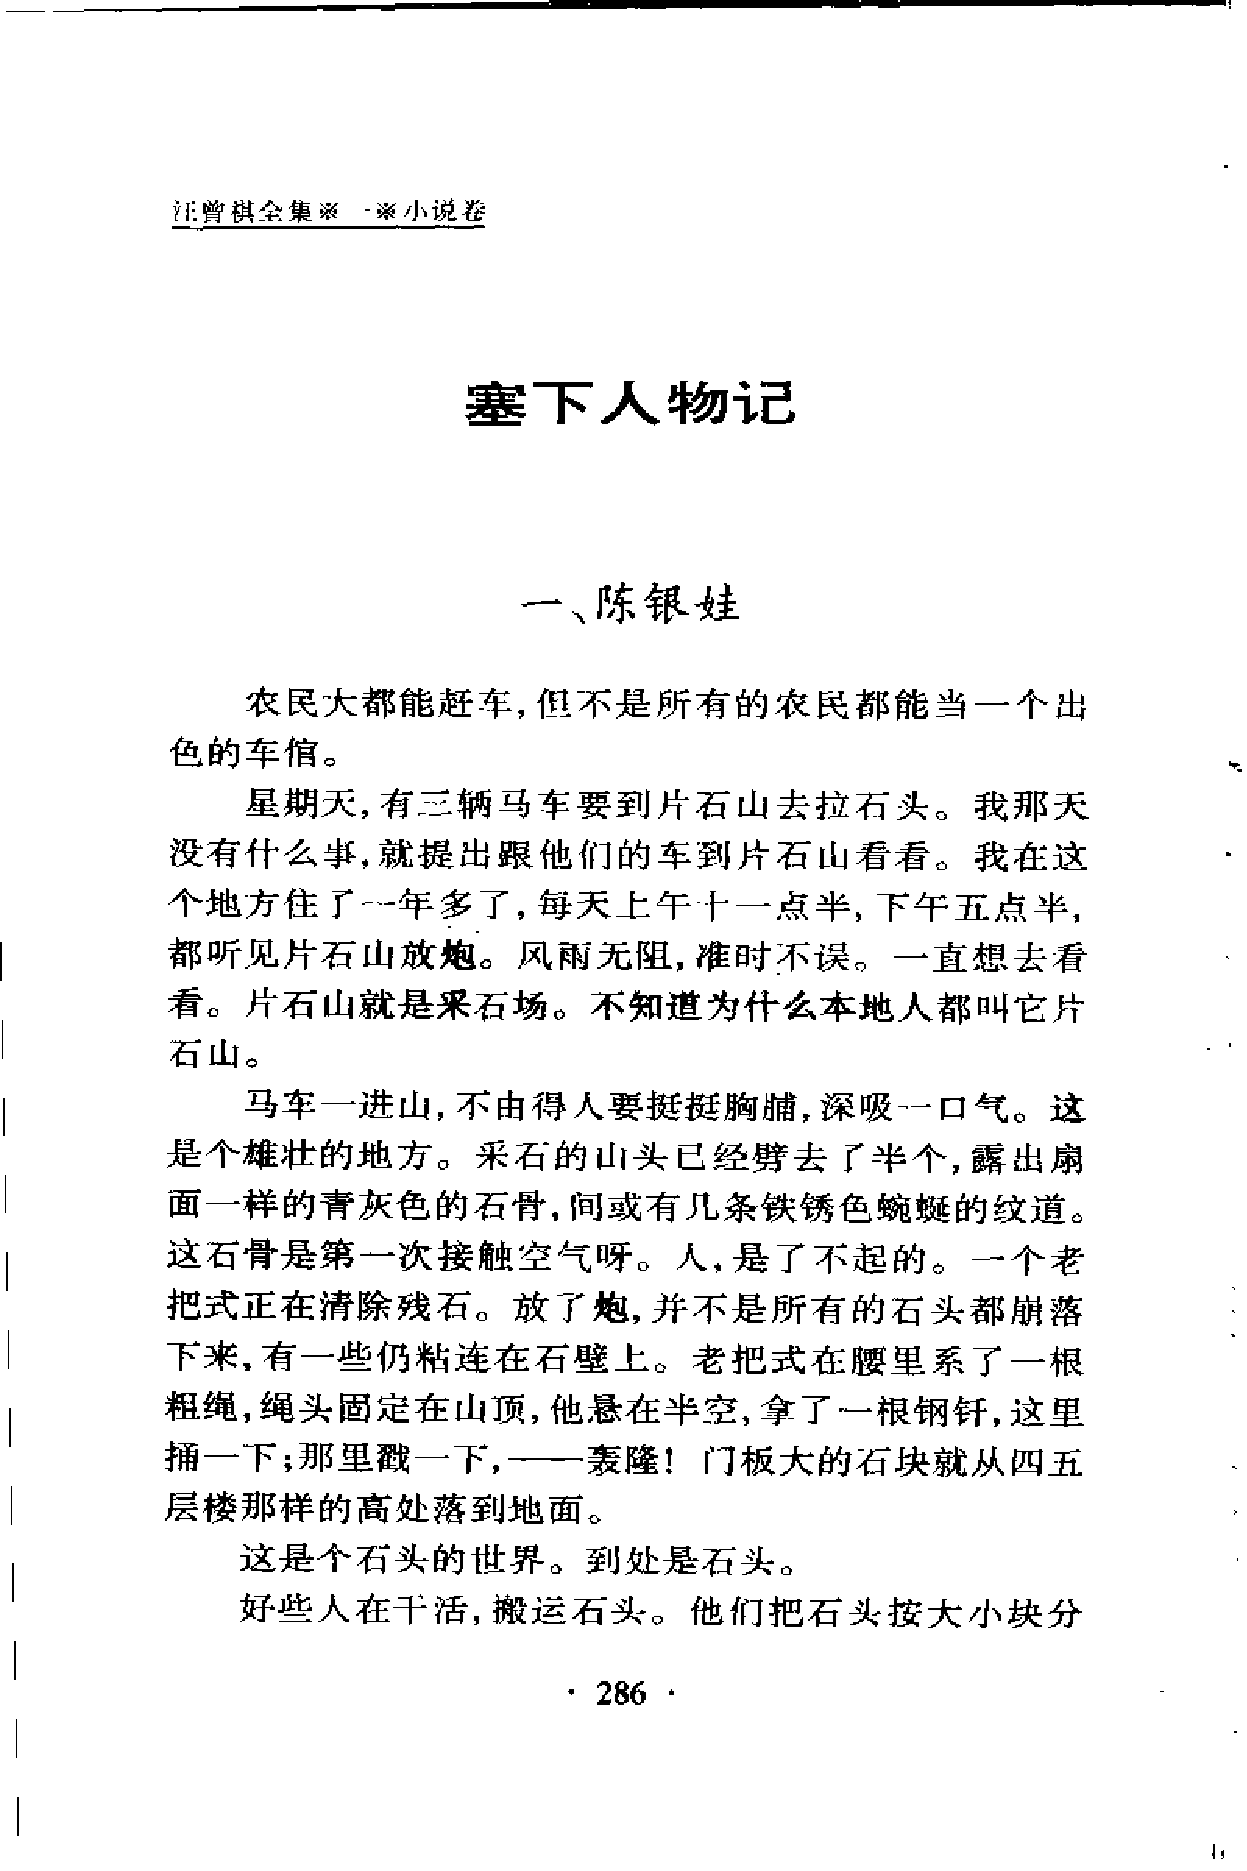 汪曾祺全集※一※小说卷
塞下人物记
一、陈银娃
农民大都能赶车,但不是所有的农民都能当一个出
色的车倌。
星期天,有三辆马车要到片石山去拉石头。我那天
没有什么事,就提出跟他们的车到片石山看看。我在这
个地方住了一年多了,每天上午十一点半,下午五点半,
都听见片石山放炮。风雨无阻,准时不误。一直想去看
看。片石山就是采石场。不知道为什么本地人都叫它片
石山。
马车一进山,不由得人要挺挺胸脯,深吸一口气。这
是个雄壮的地方。采石的山头已经劈去了半个,露出扇
面一样的青灰色的石骨,间或有几条铁锈色蜿蜒的纹道。
这石骨是第一次接触空气呀。人,是了不起的。一个老
把式正在清除残石。放了炮,并不是所有的石头都崩落
下来,有一些仍粘连在石壁上。老把式在腰里系了一根
粗绳,绳头固定在山顶,他悬在半空,拿了一根钢钎,这里
捅一下;那里戳一下,——轰隆!门板大的石块就从四五
层楼那样的高处落到地面。
这是个石头的世界。到处是石头。
好些人在干活,搬运石头。他们把石头按大小块分
· 286 ·